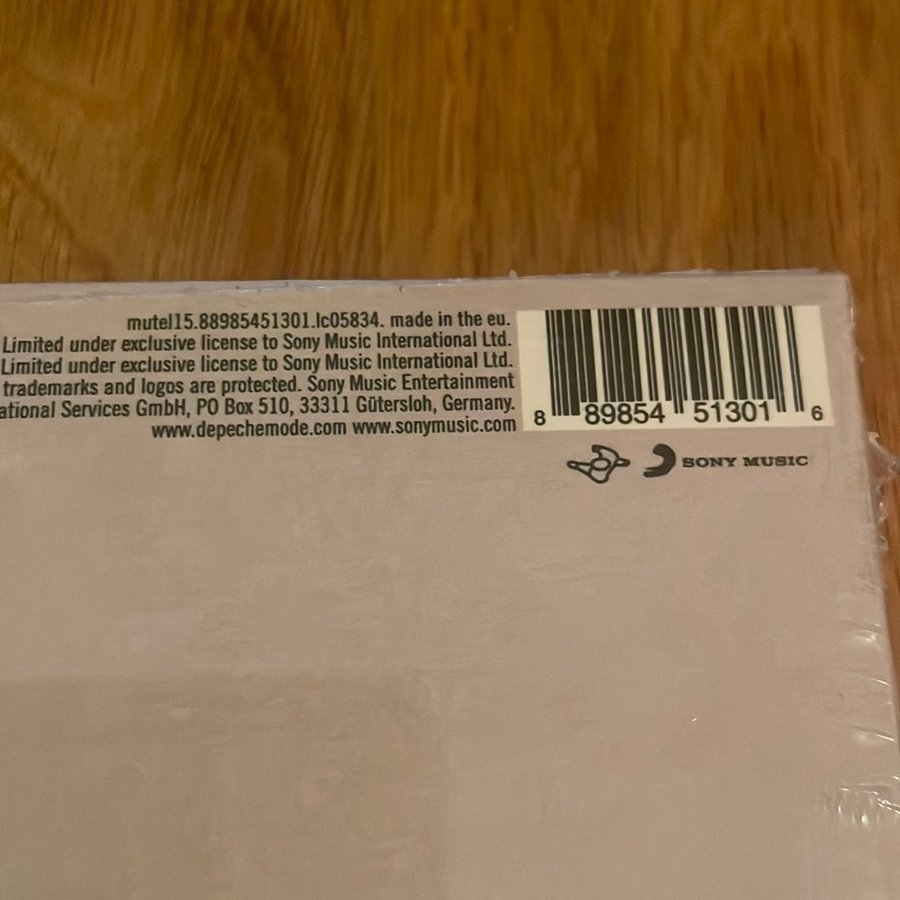 mutel15.88985451301.lc05834. made in the eu.
Limited under exclusive license to Sony Music International Ltd.
Limited under exclusive license to Sony Music International Ltd.
trademarks and logos are protected. Sony Music Entertainment
ational Services GmbH, PO Box 510, 33311 Gütersloh, Germany.
www.depechemode.com www.sonymusic.com
8 89854 51301 6
SONY MUSIC